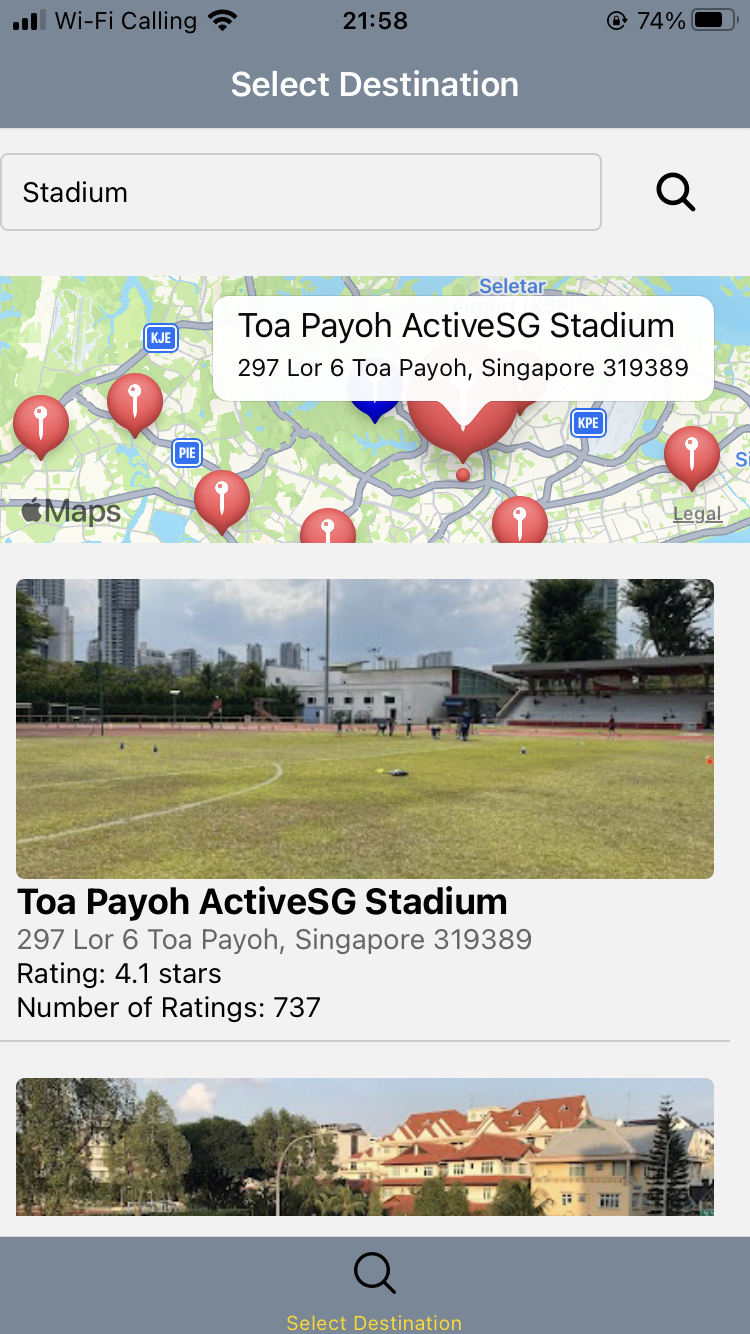 Wi-Fi Calling 21:58 74%
Select Destination
Stadium
Seletar
Toa Payoh ActiveSG Stadium
297 Lor 6 Toa Payoh, Singapore 319389
KJE
KPE
PIE
Maps
Legal
Toa Payoh ActiveSG Stadium
297 Lor 6 Toa Payoh, Singapore 319389
Rating: 4.1 stars
Number of Ratings: 737
Select Destination